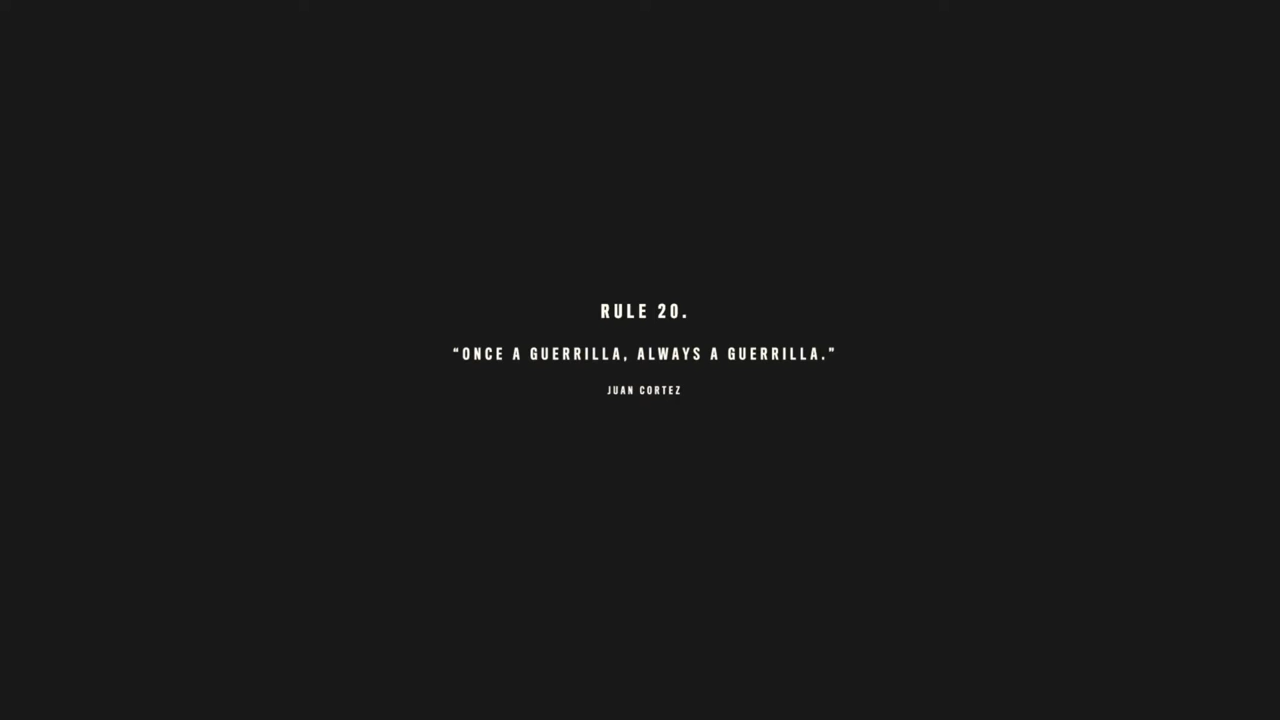 RULE 20.
“ONCE A GUERRILLA, ALWAYS A GUERRILLA.”
JUAN CORTEZ